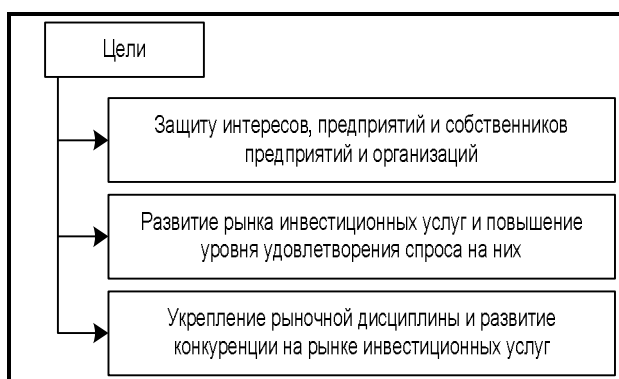 Цели
Защиту интересов, предприятий и собственников
предприятий и организаций
Развитие рынка инвестиционных услуг и повышение
уровня удовлетворения спроса на них
Укрепление рыночной дисциплины и развитие
конкуренции на рынке инвестиционных услуг